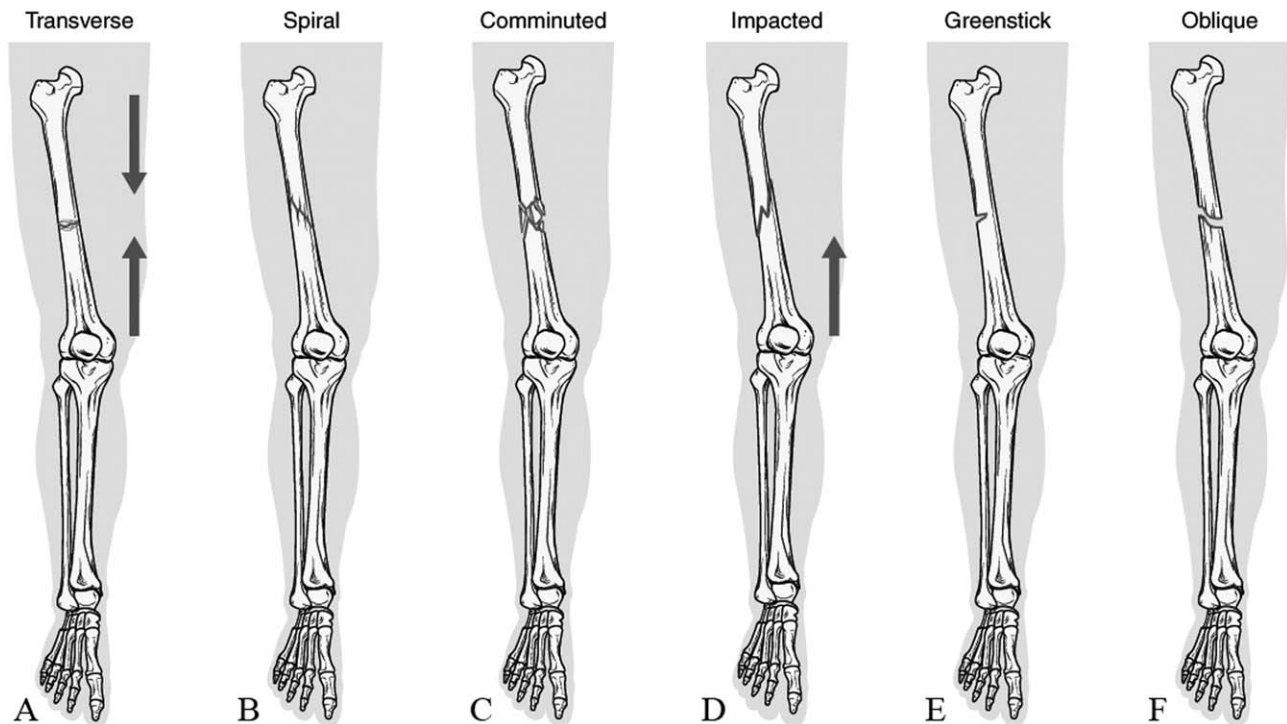 Transverse
Spiral
Comminuted
Impacted
Greenstick
Oblique
A
B
C
D
E
F